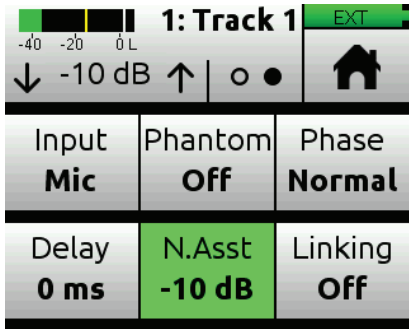 1: Track 1
EXT
-40 -20 0 L
↓ -10 dB ↑
Input Phantom Phase
Mic Off Normal
Delay N.Asst Linking
0 ms -10 dB Off